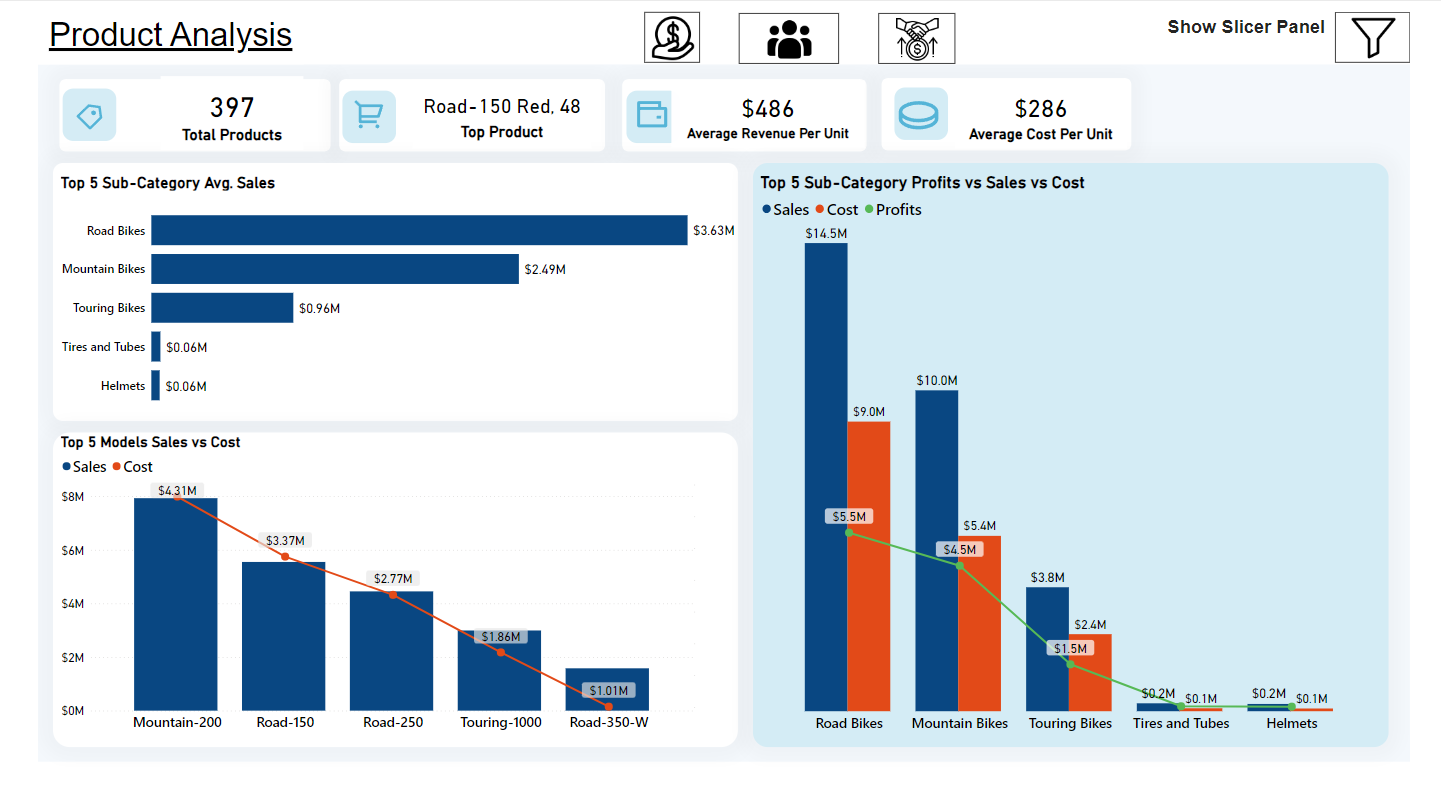 Product Analysis
Show Slicer Panel
397
Total Products
Road-150 Red, 48
Top Product
$486
Average Revenue Per Unit
$286
Average Cost Per Unit
Top 5 Sub-Category Avg. Sales
Road Bikes $3.63M
Mountain Bikes $2.49M
Touring Bikes $0.96M
Tires and Tubes $0.06M
Helmets $0.06M
Top 5 Models Sales vs Cost
Sales Cost
$8M
$6M
$4M
$2M
$0M
$4.31M
$3.37M
$2.77M
$1.86M
$1.01M
Mountain-200 Road-150 Road-250 Touring-1000 Road-350-W
Top 5 Sub-Category Profits vs Sales vs Cost
Sales Cost Profits
$14.5M
$10.0M
$9.0M
$5.5M
$5.4M
$4.5M
$3.8M
$2.4M
$1.5M
$0.2M $0.1M $0.2M $0.1M
Road Bikes Mountain Bikes Touring Bikes Tires and Tubes Helmets